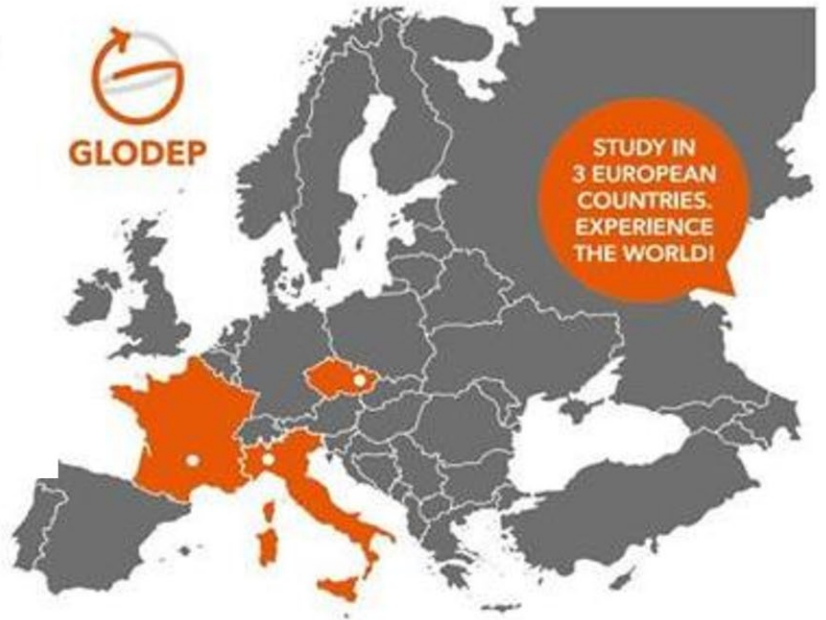 GLODEP
STUDY IN
3 EUROPEAN
COUNTRIES.
EXPERIENCE
THE WORLD!